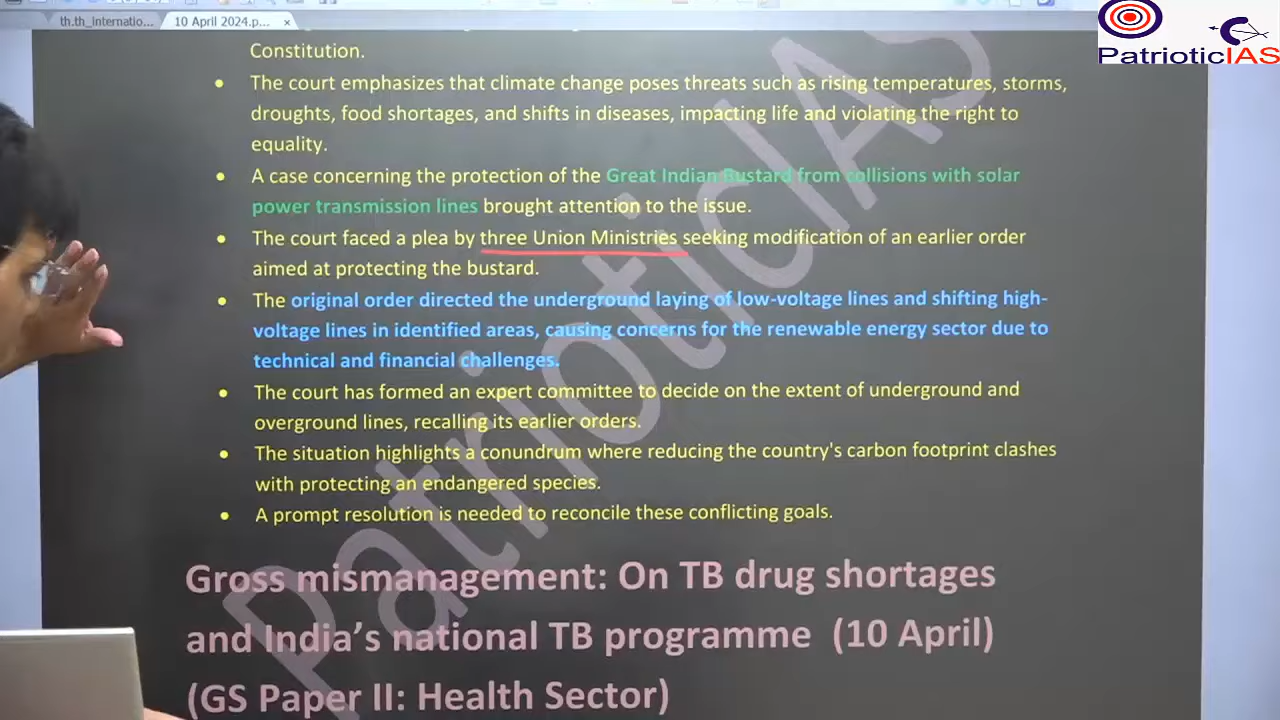 th.th_internatio...
10 April 2024.p...
PatrioticIAS
Constitution.
The court emphasizes that climate change poses threats such as rising temperatures, storms,
droughts, food shortages, and shifts in diseases, impacting life and violating the right to
equality.
A case concerning the protection of the Great Indian Bustard from collisions with solar
power transmission lines brought attention to the issue.
The court faced a plea by three Union Ministries seeking modification of an earlier order
aimed at protecting the bustard.
The original order directed the underground laying of low-voltage lines and shifting high-
voltage lines in identified areas, causing concerns for the renewable energy sector due to
technical and financial challenges.
The court has formed an expert committee to decide on the extent of underground and
overground lines, recalling its earlier orders.
The situation highlights a conundrum where reducing the country's carbon footprint clashes
with protecting an endangered species.
A prompt resolution is needed to reconcile these conflicting goals.
PatrioticIAS
Gross mismanagement: On TB drug shortages
and India's national TB programme (10 April)
(GS Paper II: Health Sector)